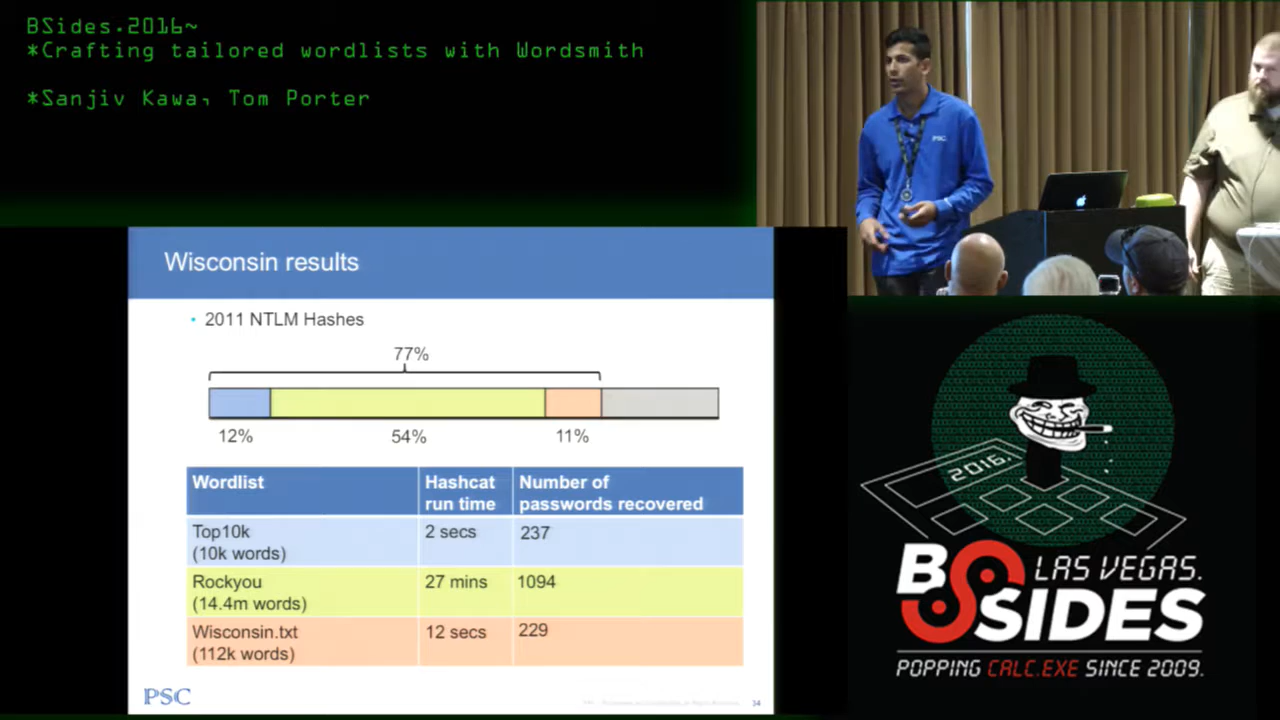 BSides.2016~
*Crafting tailored wordlists with Wordsmith
*Sanjiv Kawa, Tom Porter
PSC
Wisconsin results
• 2011 NTLM Hashes
77%
12% 54% 11%
Wordlist Hashcat run time Number of passwords recovered
Top10k (10k words) 2 secs 237
Rockyou (14.4m words) 27 mins 1094
Wisconsin.txt (112k words) 12 secs 229
PSC
34
2016.
BSIDES
LAS VEGAS.
POPPING CALC.EXE SINCE 2009.